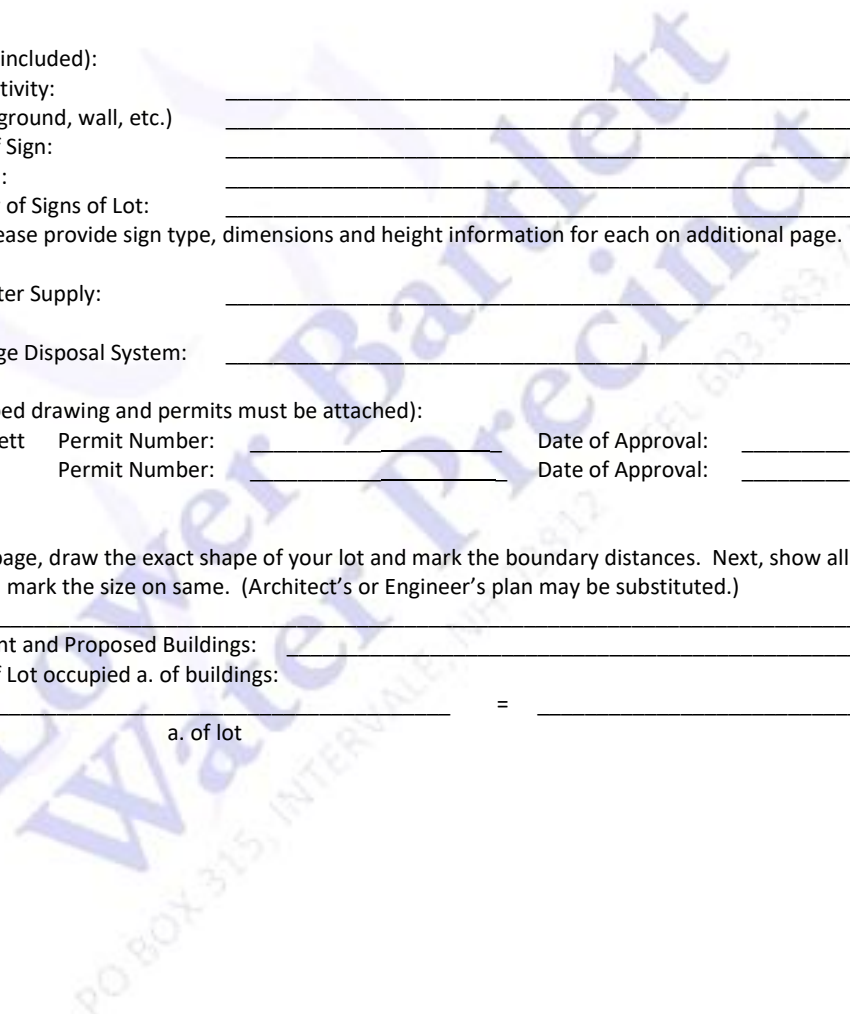 included):
tivity:
ground, wall, etc.)
Sign:
:
of Signs of Lot:
ease provide sign type, dimensions and height information for each on additional page.
ter Supply:
ge Disposal System:
ed drawing and permits must be attached):
ett Permit Number: Date of Approval:
Permit Number: Date of Approval:
page, draw the exact shape of your lot and mark the boundary distances. Next, show all
mark the size on same. (Architect's or Engineer's plan may be substituted.)
nt and Proposed Buildings:
f Lot occupied a. of buildings:
=
a. of lot
Lower Bartlett
Water Precinct
PO BOX 315, INTERVALE, NH 03812 TEL 603.383.